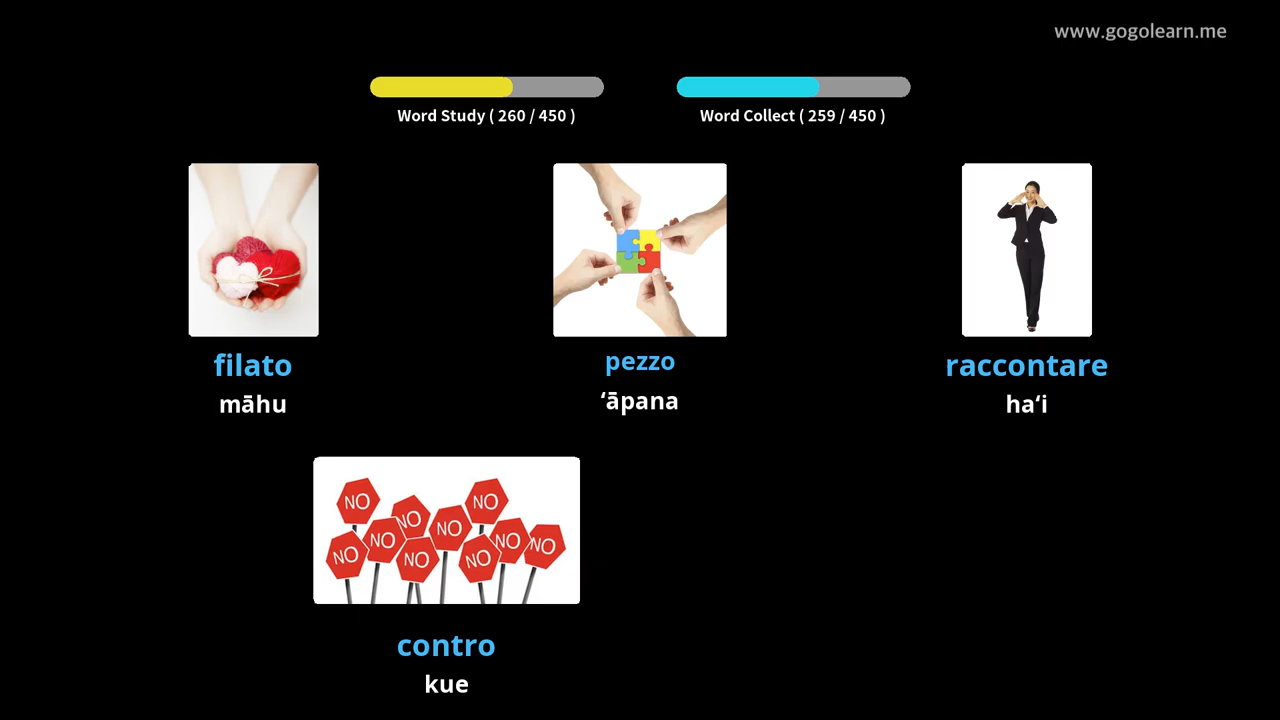 www.gogolearn.me
Word Study ( 260 / 450 )
Word Collect ( 259 / 450 )
filato
māhu
pezzo
ʻāpana
raccontare
haʻi
NO
NO
NO
NO
NO
NO
NO
NO
NO
NO
contro
kue